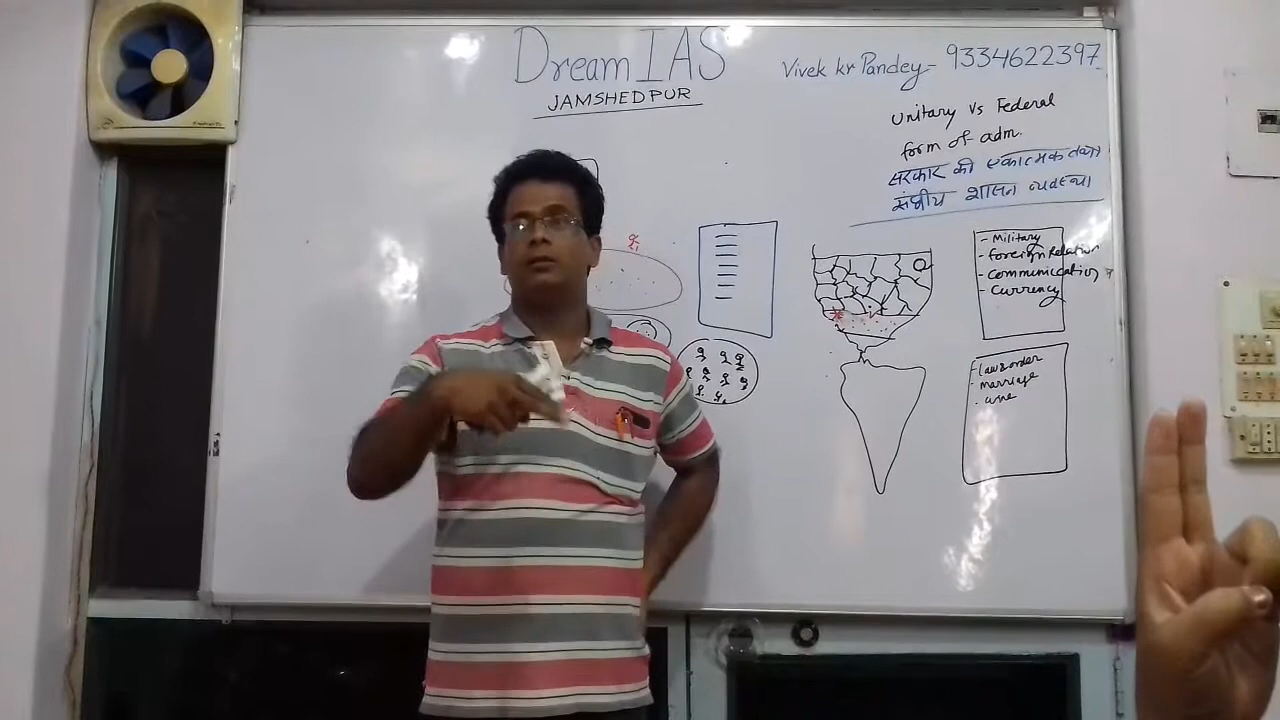 Dream IAS
JAMSHEDPUR
Vivek kr Pandey- 9334622397
Unitary Vs Federal
form of adm.
सरकार की एकात्मक तथा
संघीय शासन व्यवस्था
- Military
- foreign Relation
- Communication
- Currency
- law & order
- marriage